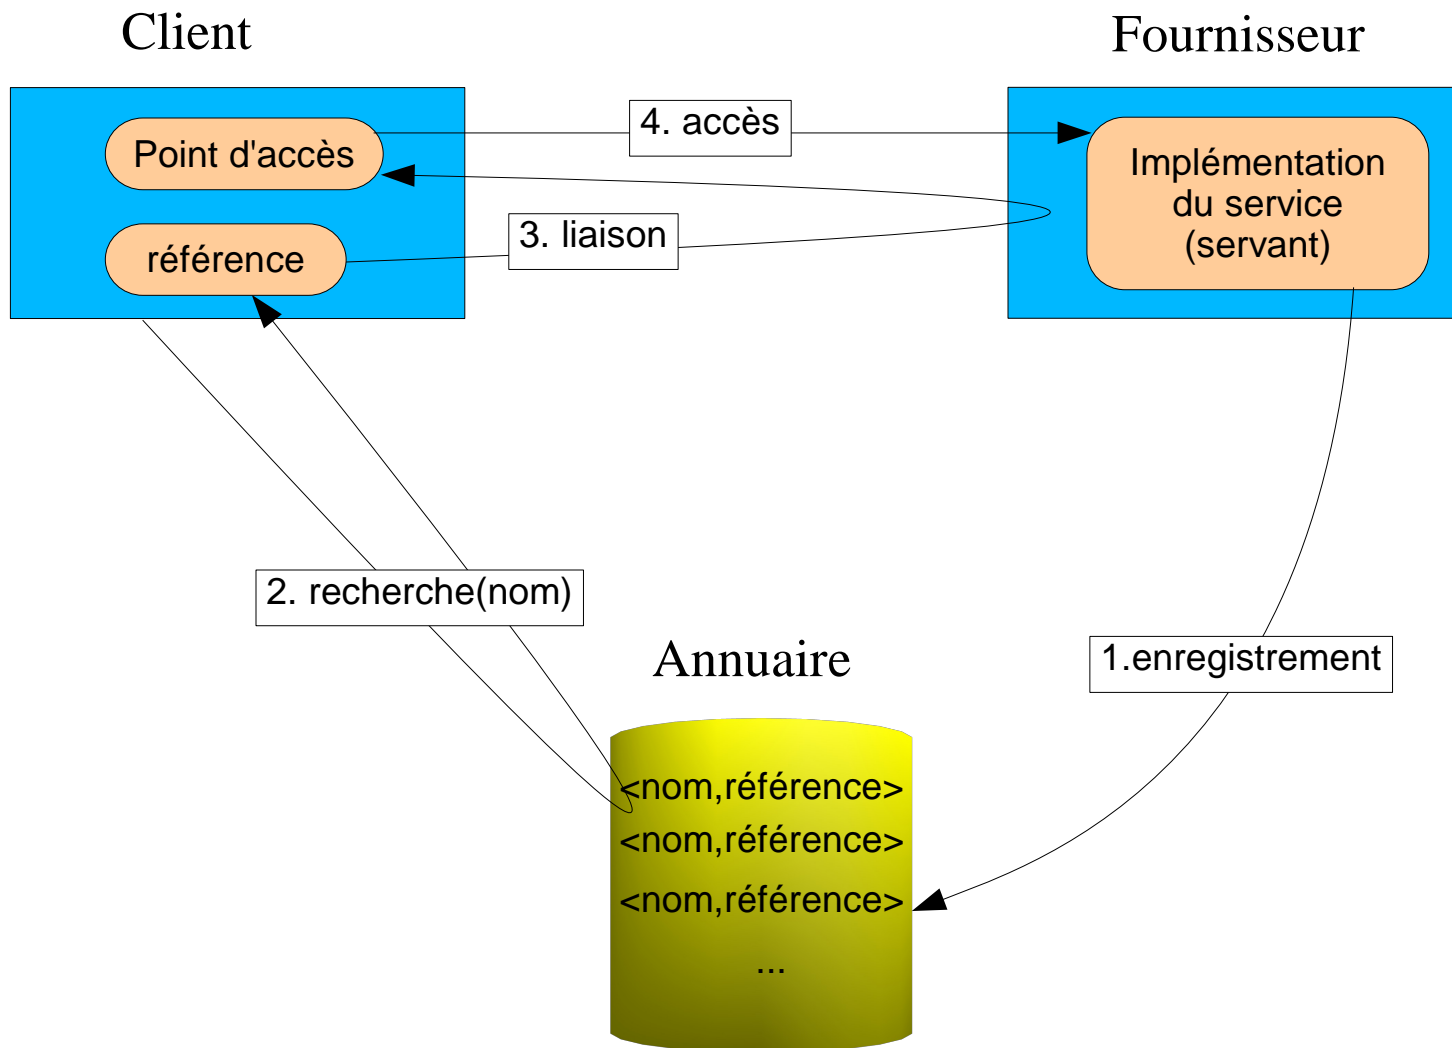 Client
Fournisseur
4. accès
Point d'accès
Implémentation
du service
(servant)
3. liaison
référence
2. recherche(nom)
Annuaire
1.enregistrement
<nom,référence>
<nom,référence>
<nom,référence>
...